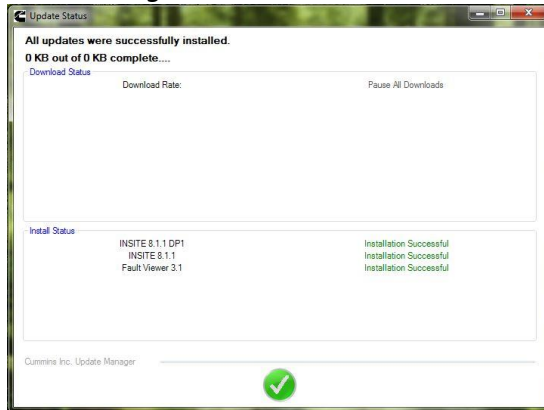 Update Status
All updates were successfully installed.
0 KB out of 0 KB complete....
Download Status
Download Rate: Pause All Downloads
Install Status
INSITE 8.1.1 DP1 Installation Successful
INSITE 8.1.1 Installation Successful
Fault Viewer 3.1 Installation Successful
Cummins Inc. Update Manager